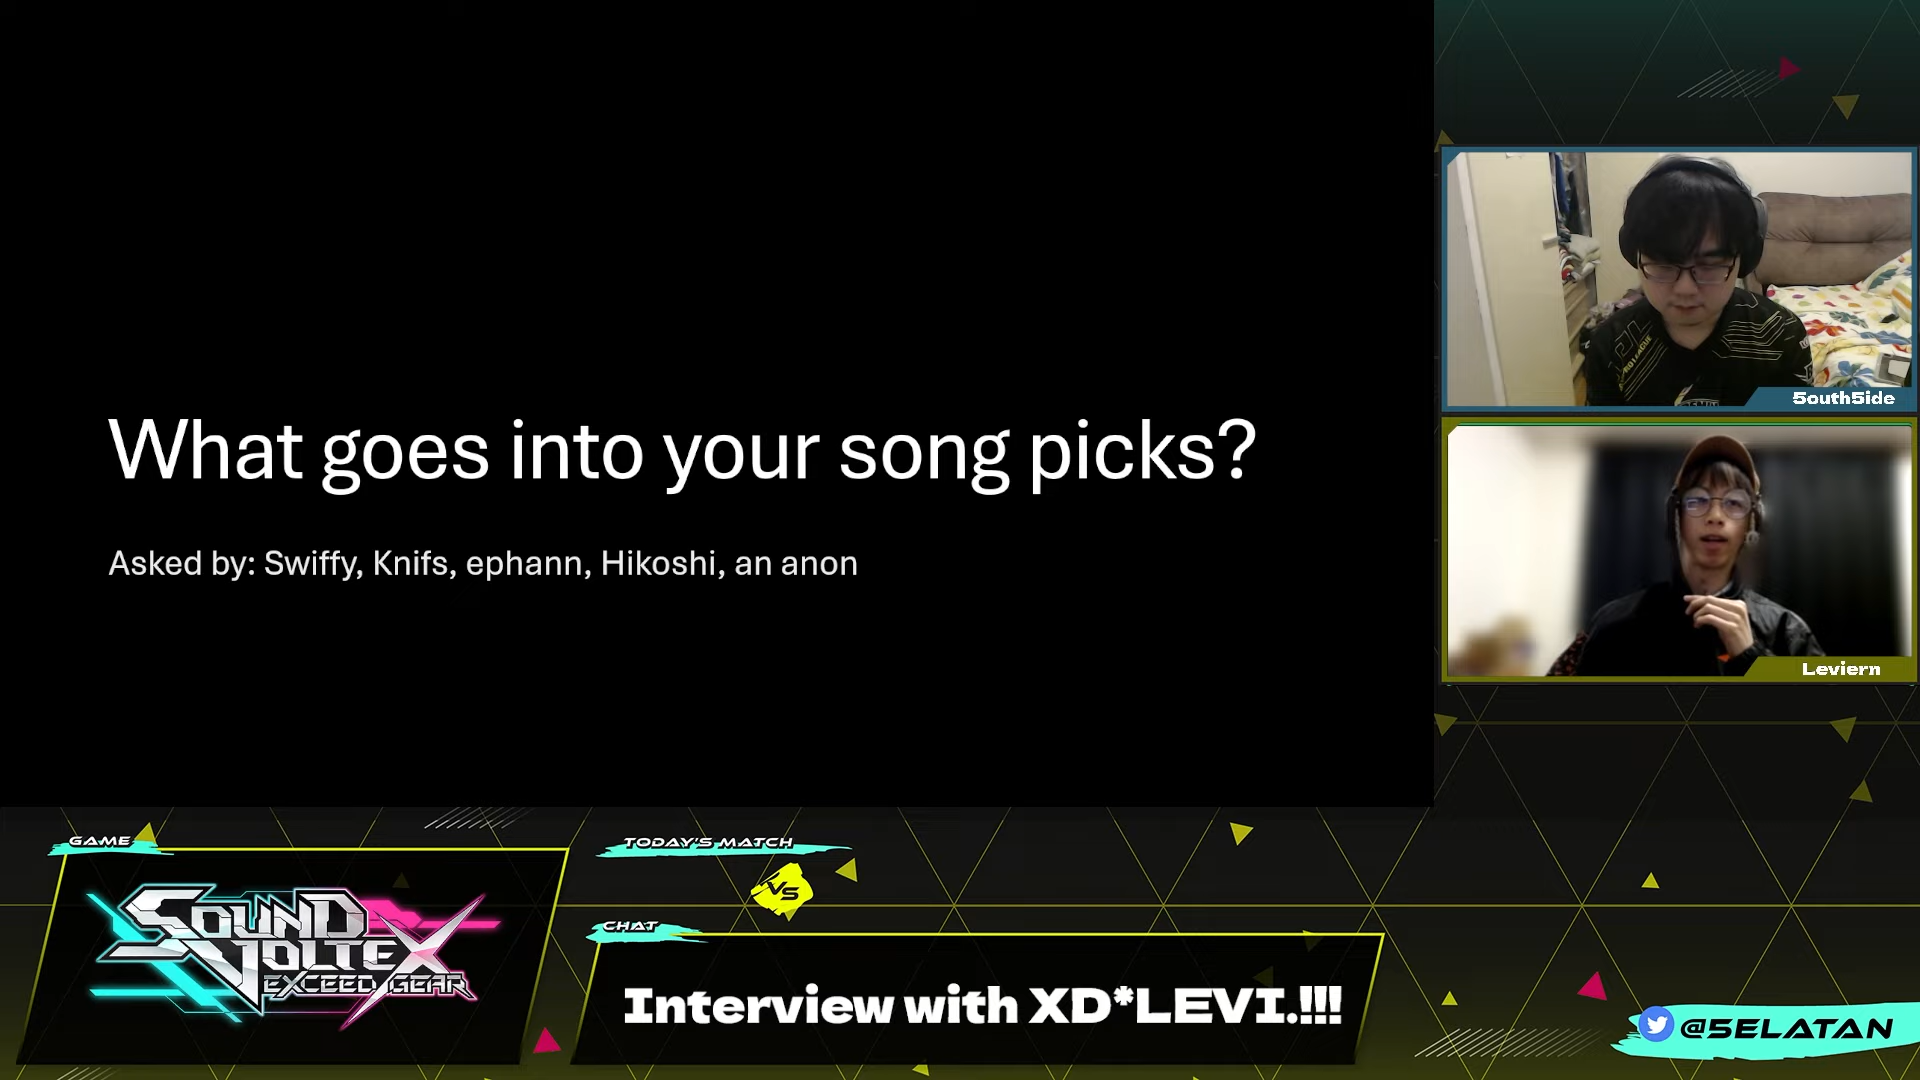 What goes into your song picks?
Asked by: Swiffy, Knifs, ephann, Hikoshi, an anon
5outh5ide
Leviern
GAME
SOUND VOLTEX
EXCEED GEAR
TODAY'S MATCH
VS
CHAT
Interview with XD*LEVI.!!!
@5ELATAN